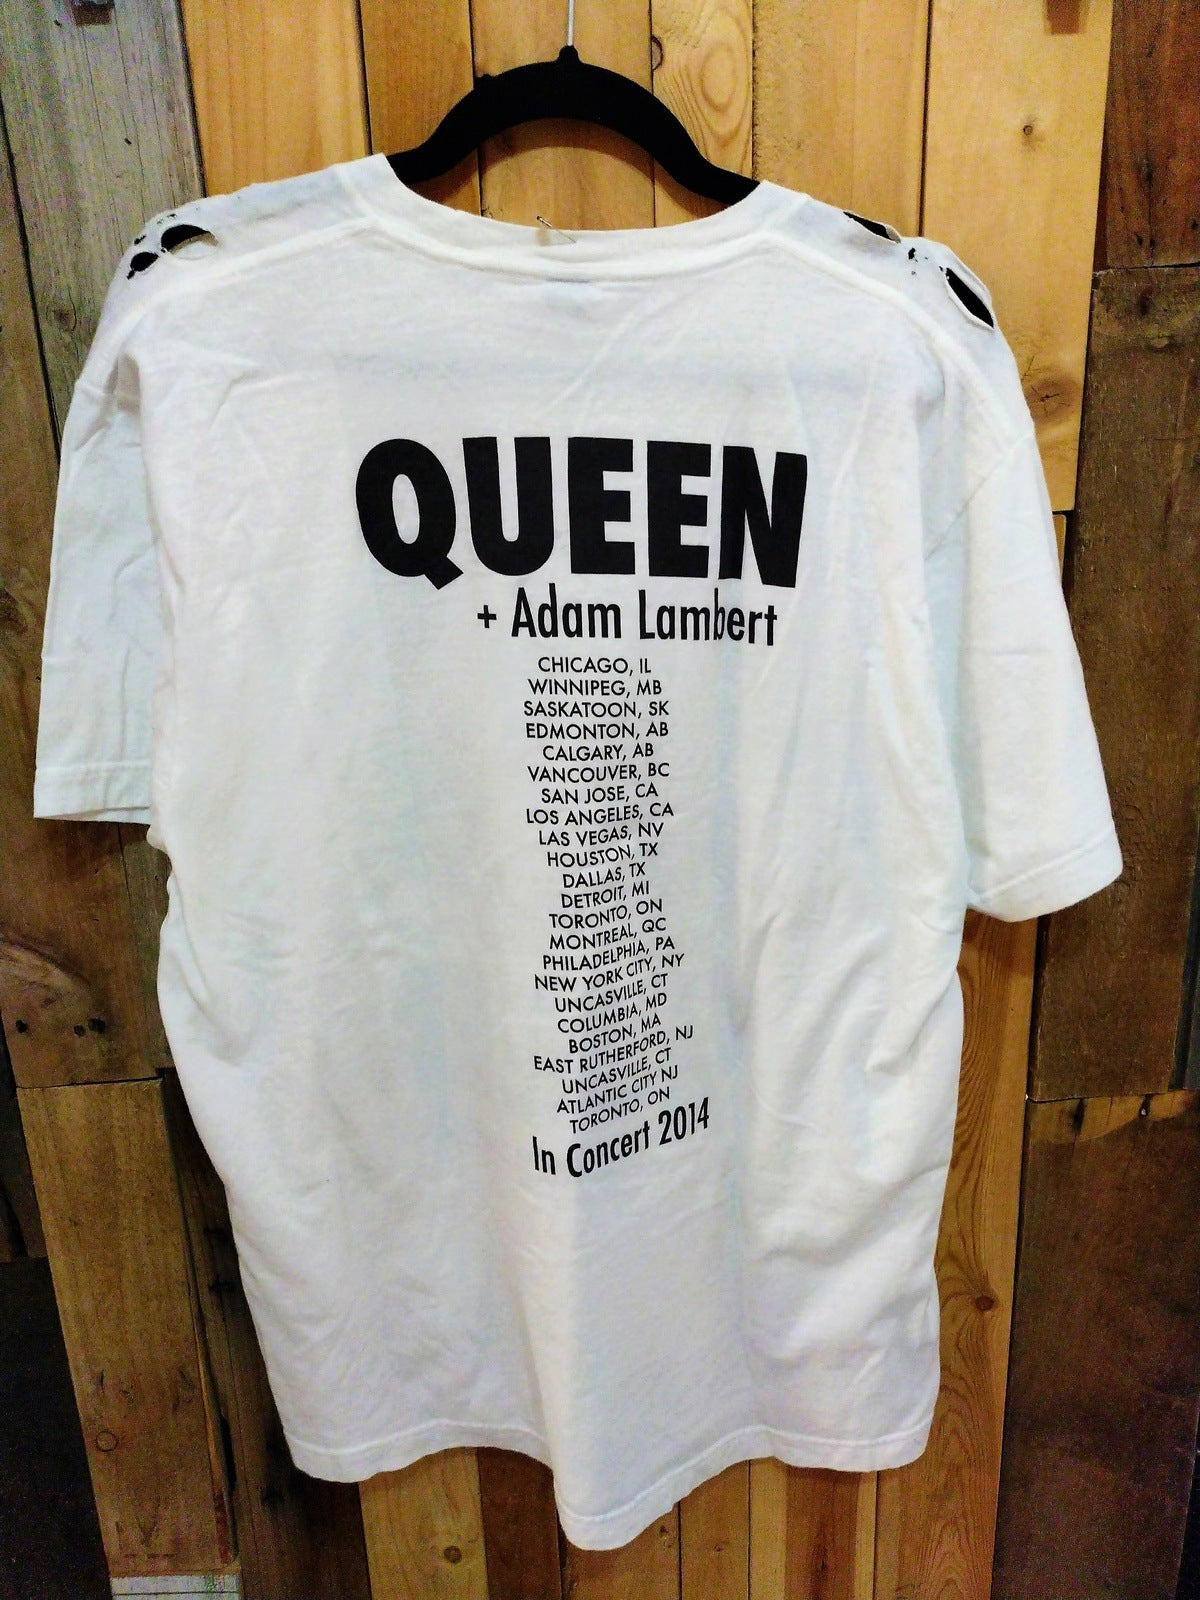 QUEEN
+ Adam Lambert
CHICAGO, IL
WINNIPEG, MB
SASKATOON, SK
EDMONTON, AB
CALGARY, AB
VANCOUVER, BC
SAN JOSE, CA
LOS ANGELES, CA
LAS VEGAS, NV
HOUSTON, TX
DALLAS, TX
DETROIT, MI
TORONTO, ON
MONTREAL, QC
PHILADELPHIA, PA
NEW YORK CITY, NY
UNCASVILLE, CT
COLUMBIA, MD
BOSTON, MA
EAST RUTHERFORD, NJ
UNCASVILLE, CT
ATLANTIC CITY NJ
TORONTO, ON
In Concert 2014